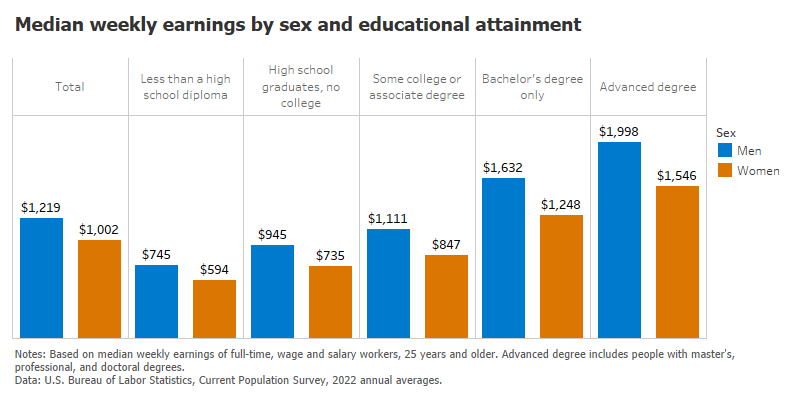 Median weekly earnings by sex and educational attainment
Total
Less than a high
school diploma
High school
graduates, no
college
Some college or
associate degree
Bachelor's degree
only
Advanced degree
Sex
Men
Women
$1,219
$1,002
$745
$594
$945
$735
$1,111
$847
$1,632
$1,248
$1,998
$1,546
Notes: Based on median weekly earnings of full-time, wage and salary workers, 25 years and older. Advanced degree includes people with master's,
professional, and doctoral degrees.
Data: U.S. Bureau of Labor Statistics, Current Population Survey, 2022 annual averages.